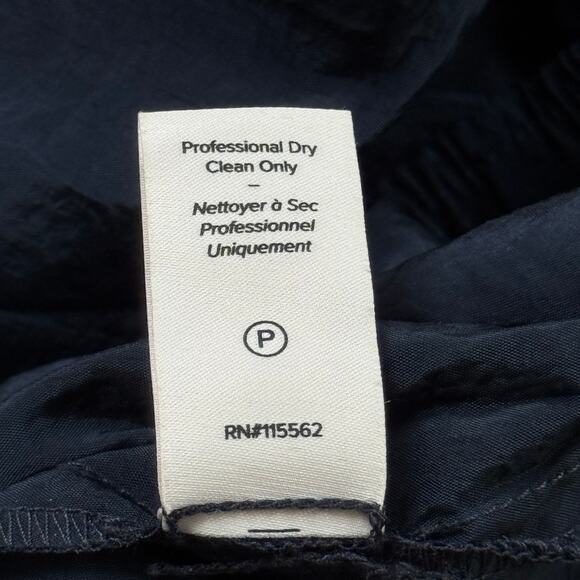 Professional Dry
Clean Only
–
Nettoyer à Sec
Professionnel
Uniquement
P
RN#115562